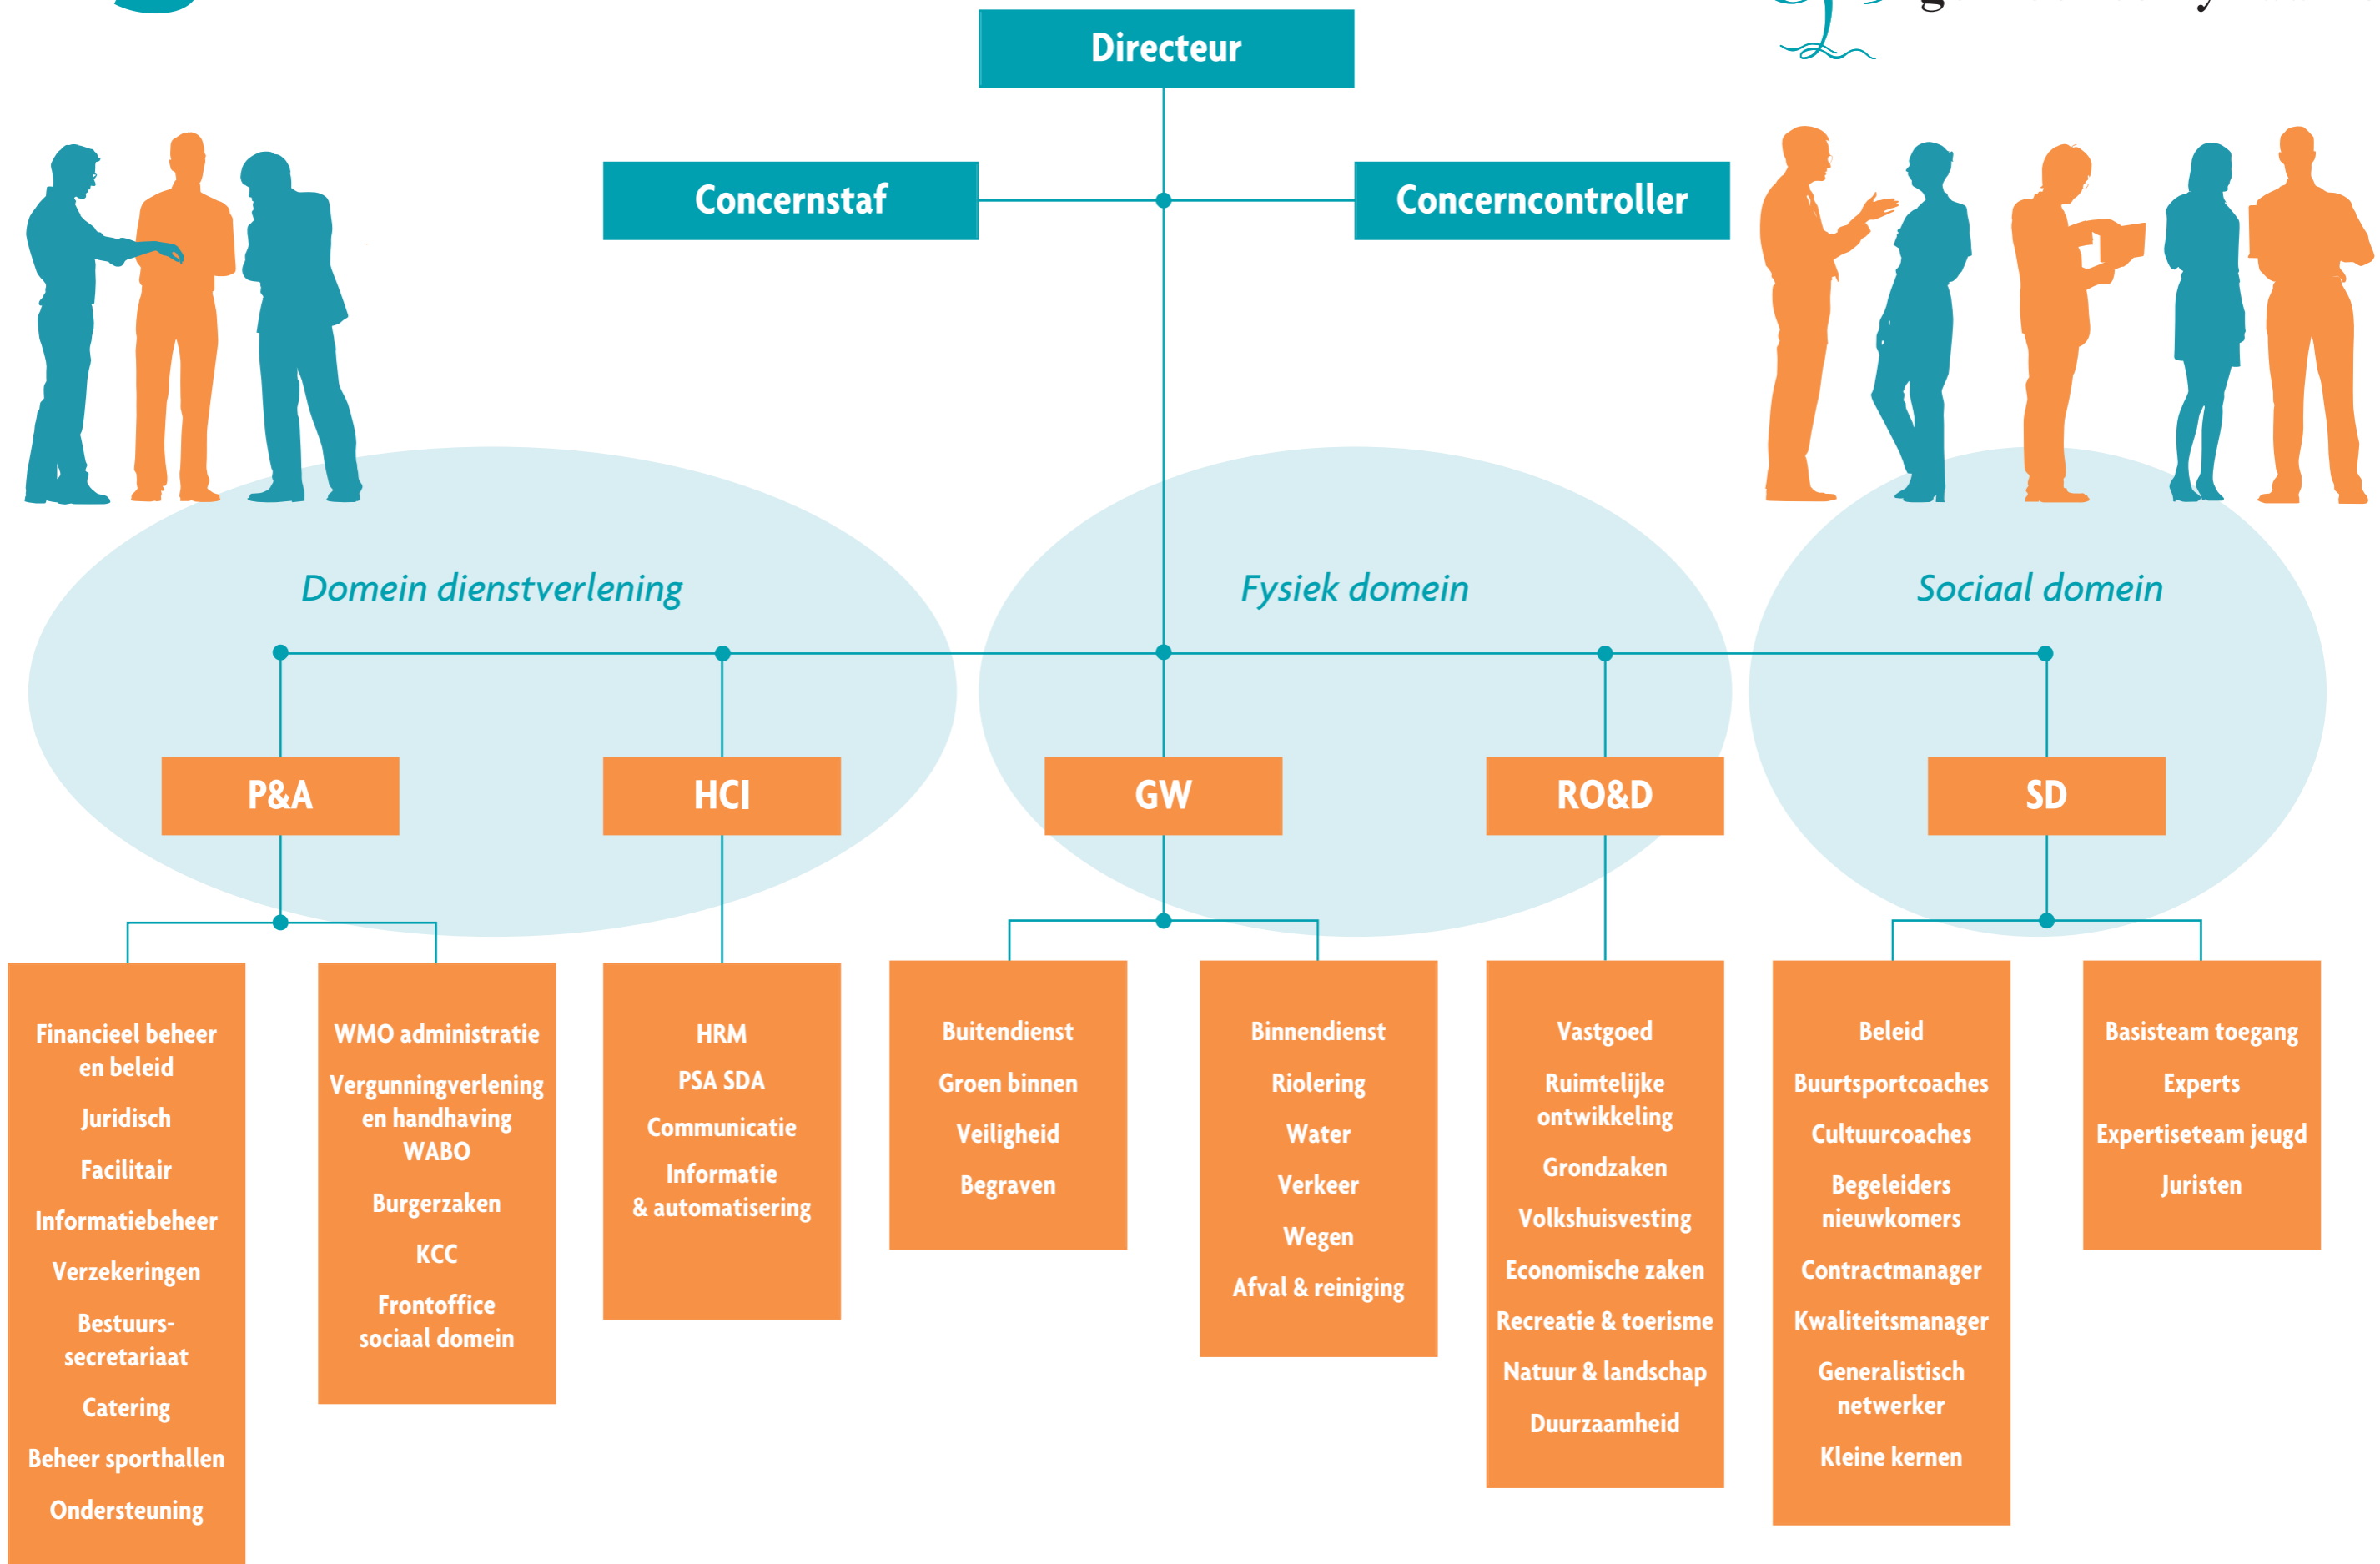 Directeur
Concernstaf
Concerncontroller
Domein dienstverlening
Fysiek domein
Sociaal domein
P&A
HCI
GW
RO&D
SD
Financieel beheer
en beleid
Juridisch
Facilitair
Informatiebeheer
Verzekeringen
Bestuurs-
secretariaat
Catering
Beheer sporthallen
Ondersteuning
WMO administratie
Vergunningverlening
en handhaving
WABO
Burgerzaken
KCC
Frontoffice
sociaal domein
HRM
PSA SDA
Communicatie
Informatie
& automatisering
Buitendienst
Groen binnen
Veiligheid
Begraven
Binnendienst
Riolering
Water
Verkeer
Wegen
Afval & reiniging
Vastgoed
Ruimtelijke
ontwikkeling
Grondzaken
Volkshuisvesting
Economische zaken
Recreatie & toerisme
Natuur & landschap
Duurzaamheid
Beleid
Buurtsportcoaches
Cultuurcoaches
Begeleiders
nieuwkomers
Contractmanager
Kwaliteitsmanager
Generalistisch
netwerker
Kleine kernen
Basisteam toegang
Experts
Expertiseteam jeugd
Juristen